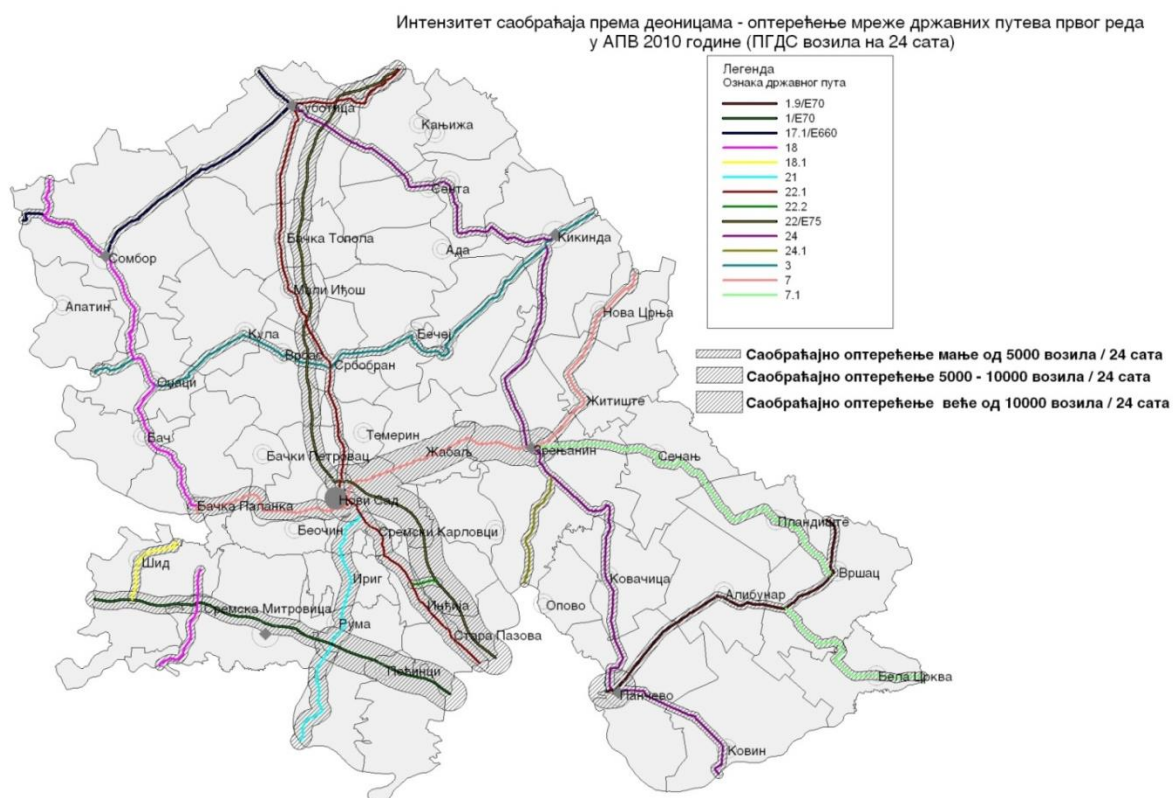 Интензитет саобраћаја према деоницама - оптерећење мреже државних путева првог реда
у АПВ 2010 године (ПГДС возила на 24 сата)
Легенда
Ознака државног пута
1.9/E70
1/E70
17.1/E660
18
18.1
21
22.1
22.2
22/E75
24
24.1
3
7
7.1
Саобраћајно оптерећење мање од 5000 возила / 24 сата
Саобраћајно оптерећење 5000 - 10000 возила / 24 сата
Саобраћајно оптерећење веће од 10000 возила / 24 сата
Суботица
Кањижа
Сента
Кикинда
Бачка Топола
Ада
Сомбор
Мали Иђош
Апатин
Нова Црња
Кула
Бечеј
Врбас
Србобран
Оџаци
Житиште
Бач
Темерин
Бачки Петровац
Жабаљ
Зрењанин
Сечањ
Бачка Паланка
Нови Сад
Пландиште
Беочин
Сремски Карловци
Шид
Ириг
Ковачица
Вршац
Алибунар
Сремска Митровица
Инђија
Опово
Рума
Стара Пазова
Пећинци
Панчево
Бела Црква
Ковин